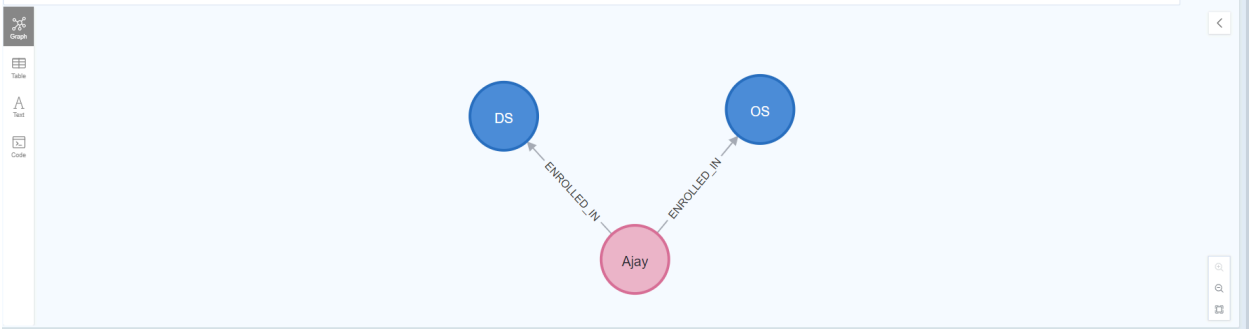 Graph
Table
Text
Code
DS
OS
ENROLLED_IN
ENROLLED_IN
Ajay